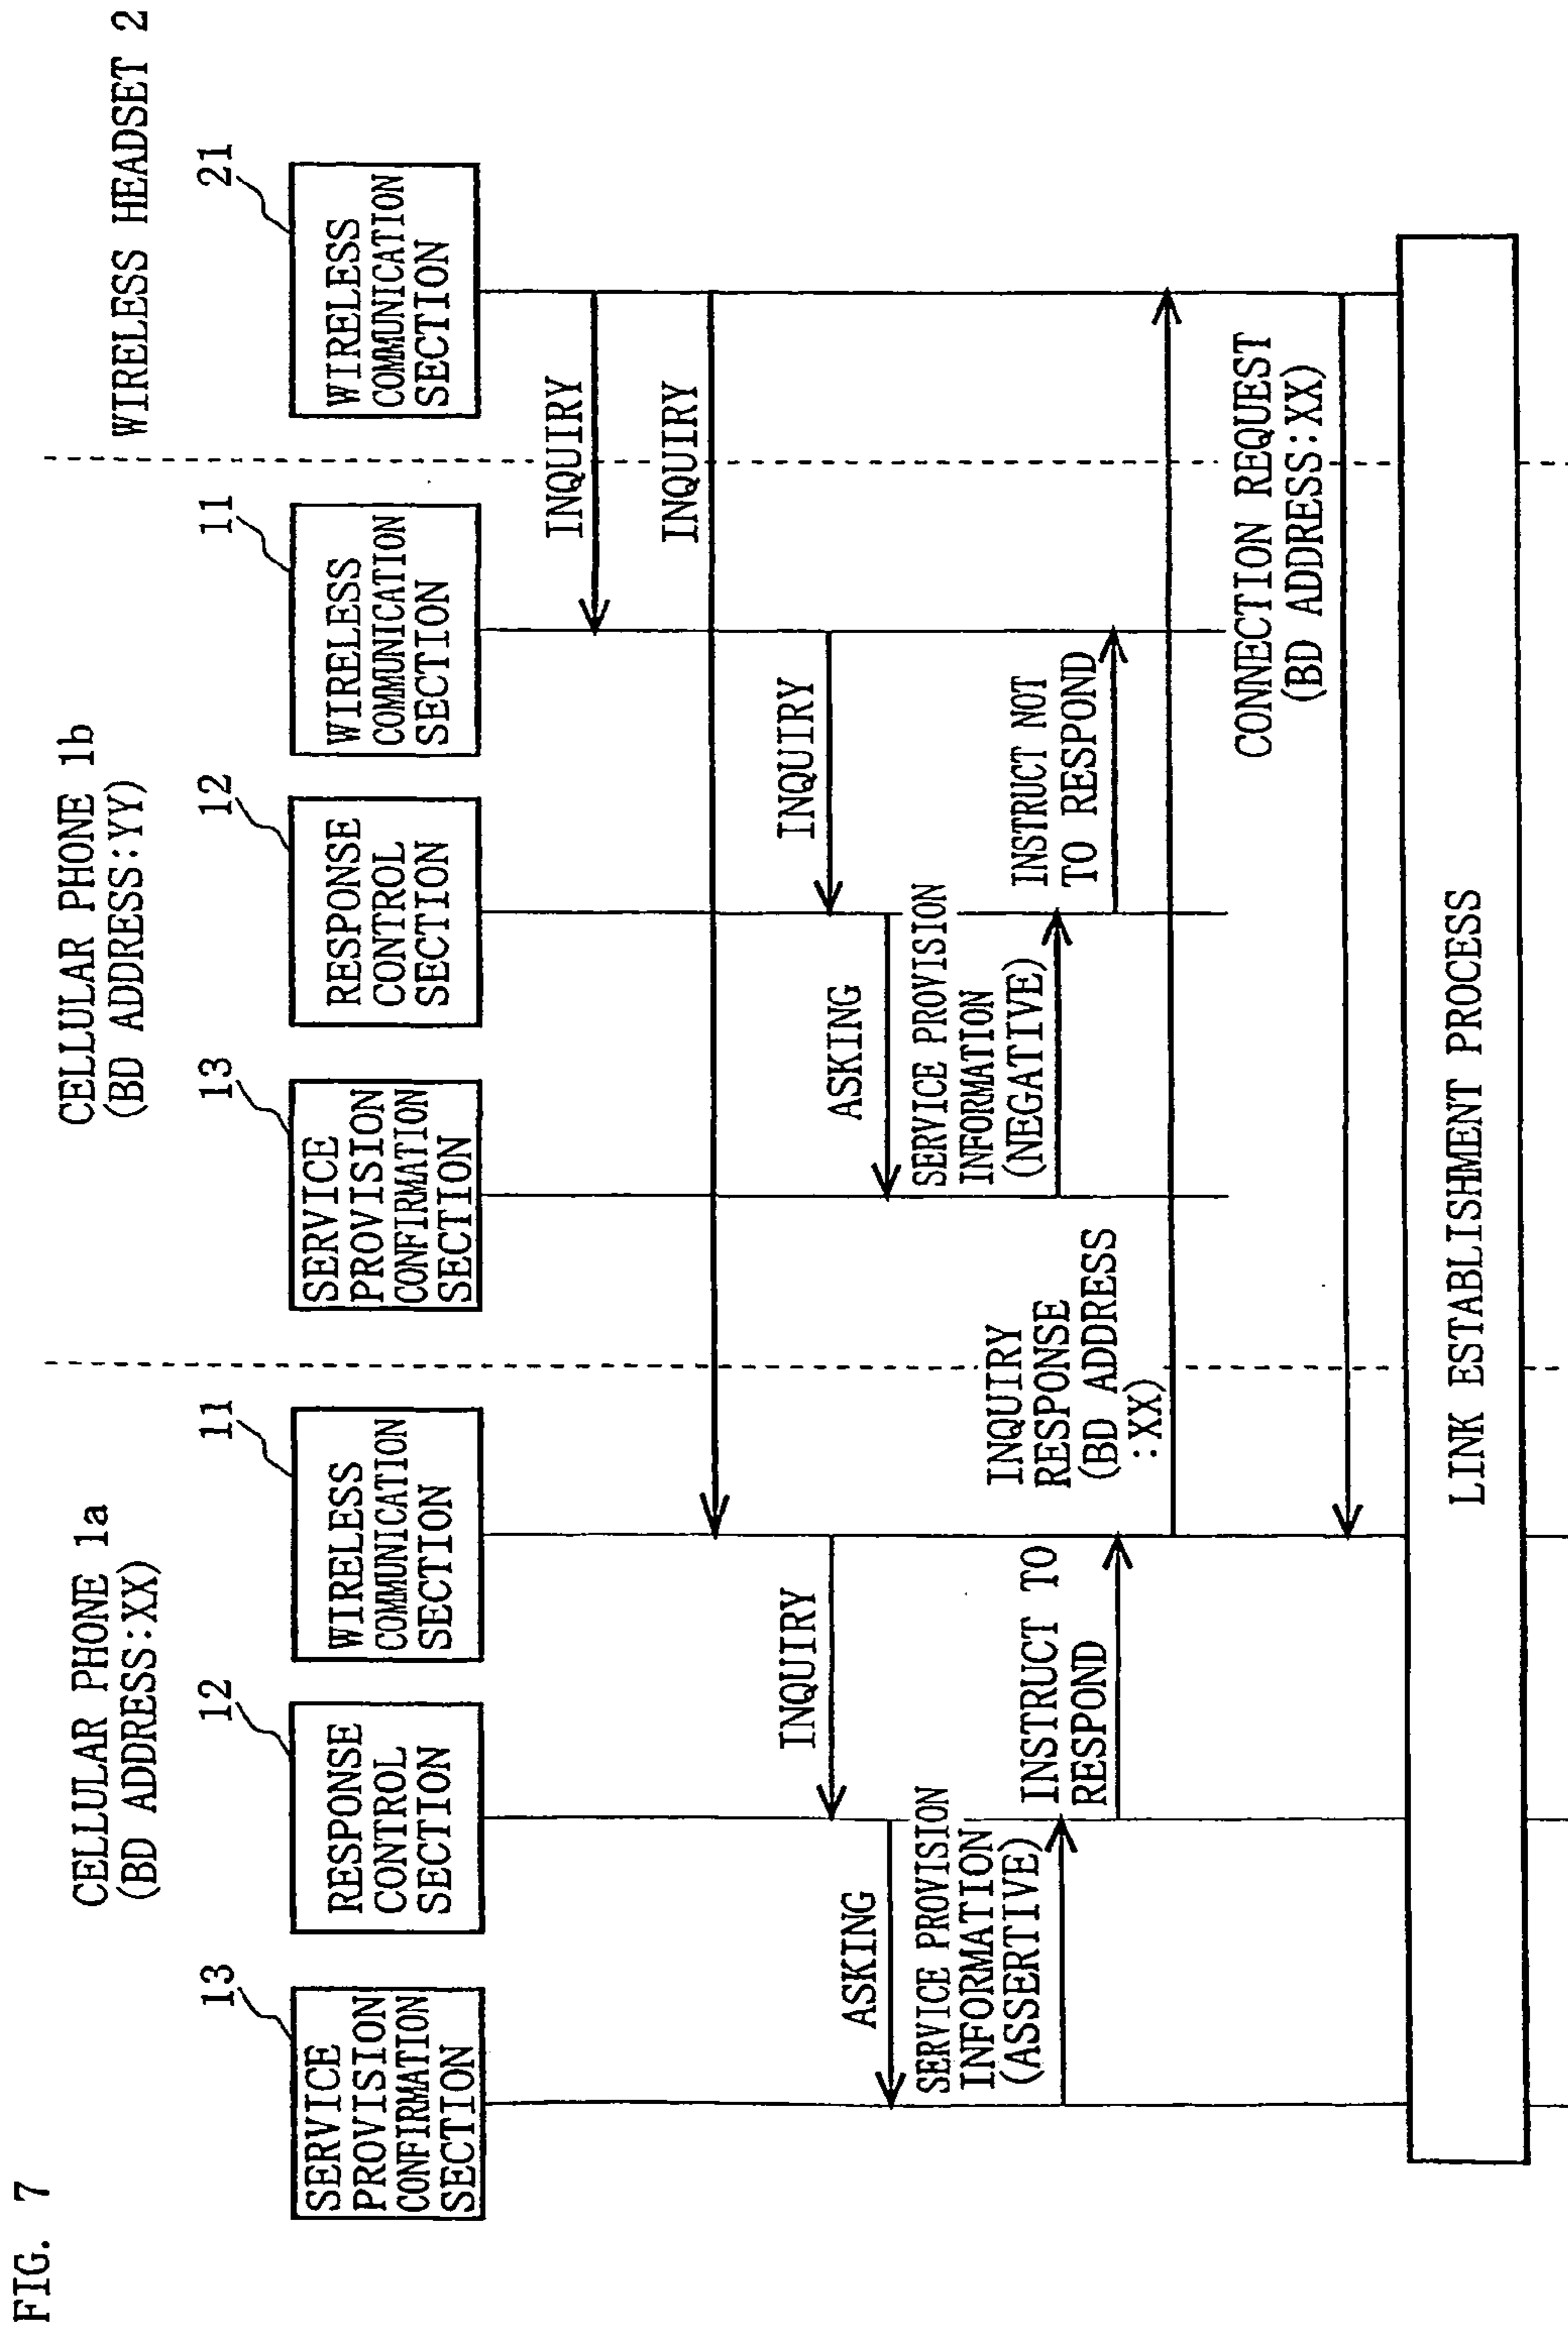 FIG. 7
CELLULAR PHONE 1a
(BD ADDRESS:XX)
CELLULAR PHONE 1b
(BD ADDRESS:YY)
WIRELESS HEADSET 2
13
12
11
13
12
11
21
SERVICE
PROVISION
CONFIRMATION
SECTION
RESPONSE
CONTROL
SECTION
WIRELESS
COMMUNICATION
SECTION
SERVICE
PROVISION
CONFIRMATION
SECTION
RESPONSE
CONTROL
SECTION
WIRELESS
COMMUNICATION
SECTION
WIRELESS
COMMUNICATION
SECTION
INQUIRY
INQUIRY
INQUIRY
INQUIRY
ASKING
ASKING
SERVICE PROVISION
INFORMATION
(ASSERTIVE)
SERVICE PROVISION
INFORMATION
(NEGATIVE)
INSTRUCT TO
RESPOND
INSTRUCT NOT
TO RESPOND
INQUIRY
RESPONSE
(BD ADDRESS
:XX)
CONNECTION REQUEST
(BD ADDRESS:XX)
LINK ESTABLISHMENT PROCESS